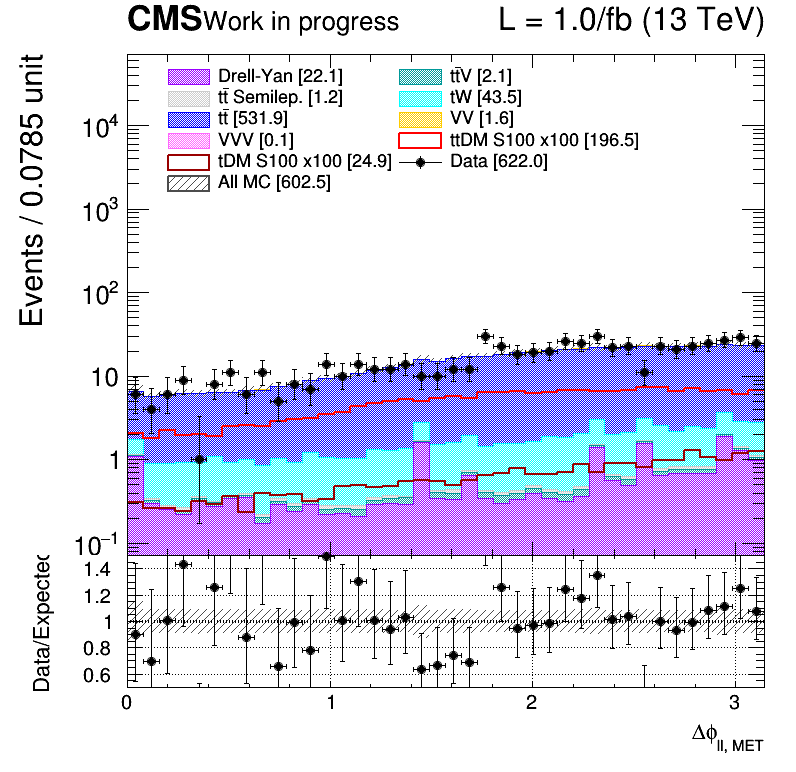 CMS Work in progress L = 1.0/fb (13 TeV)
Drell-Yan [22.1] tt̄V [2.1]
tt̄ Semilep. [1.2] tW [43.5]
tt̄ [531.9] VV [1.6]
VVV [0.1] ttDM S100 x100 [196.5]
tDM S100 x100 [24.9] Data [622.0]
All MC [602.5]
Events / 0.0785 unit
10⁴
10³
10²
10
1
10⁻¹
Data/Expected
1.4
1.2
1
0.8
0.6
0 1 2 3
Δϕ_ll, MET